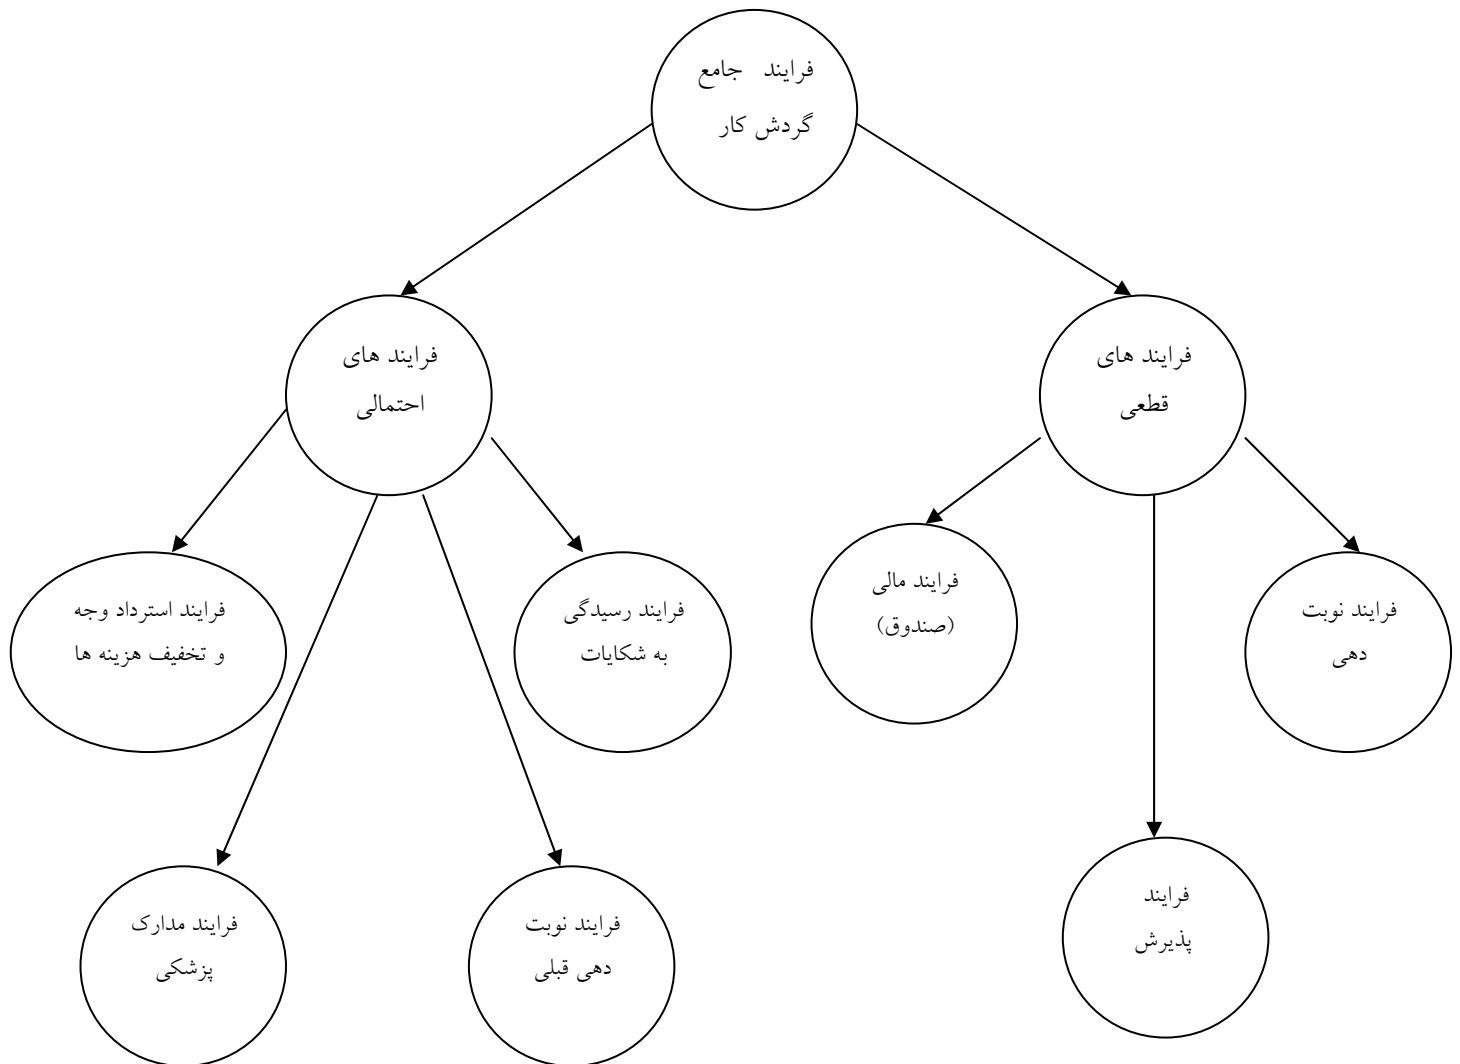 فرایند جامع
گردش کار
فرایند های
قطعی
فرایند های
احتمالی
فرایند نوبت
دهی
فرایند مالی
(صندوق)
فرایند رسیدگی
به شکایات
فرایند استرداد وجه
و تخفیف هزینه ها
فرایند
پذیرش
فرایند نوبت
دهی قبلی
فرایند مدارک
پزشکی